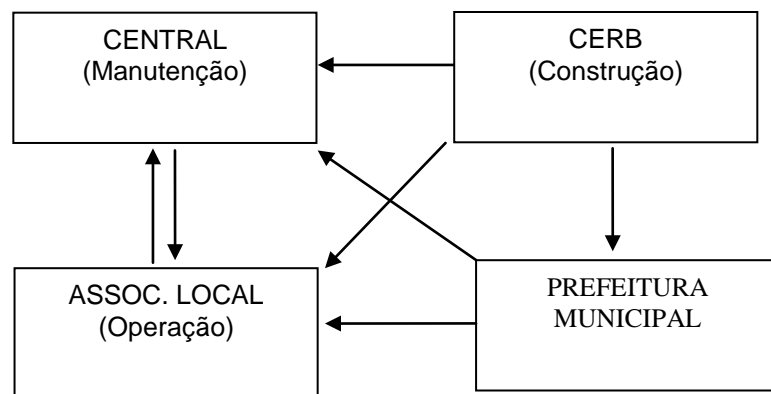 CENTRAL
(Manutenção)
CERB
(Construção)
ASSOC. LOCAL
(Operação)
PREFEITURA
MUNICIPAL